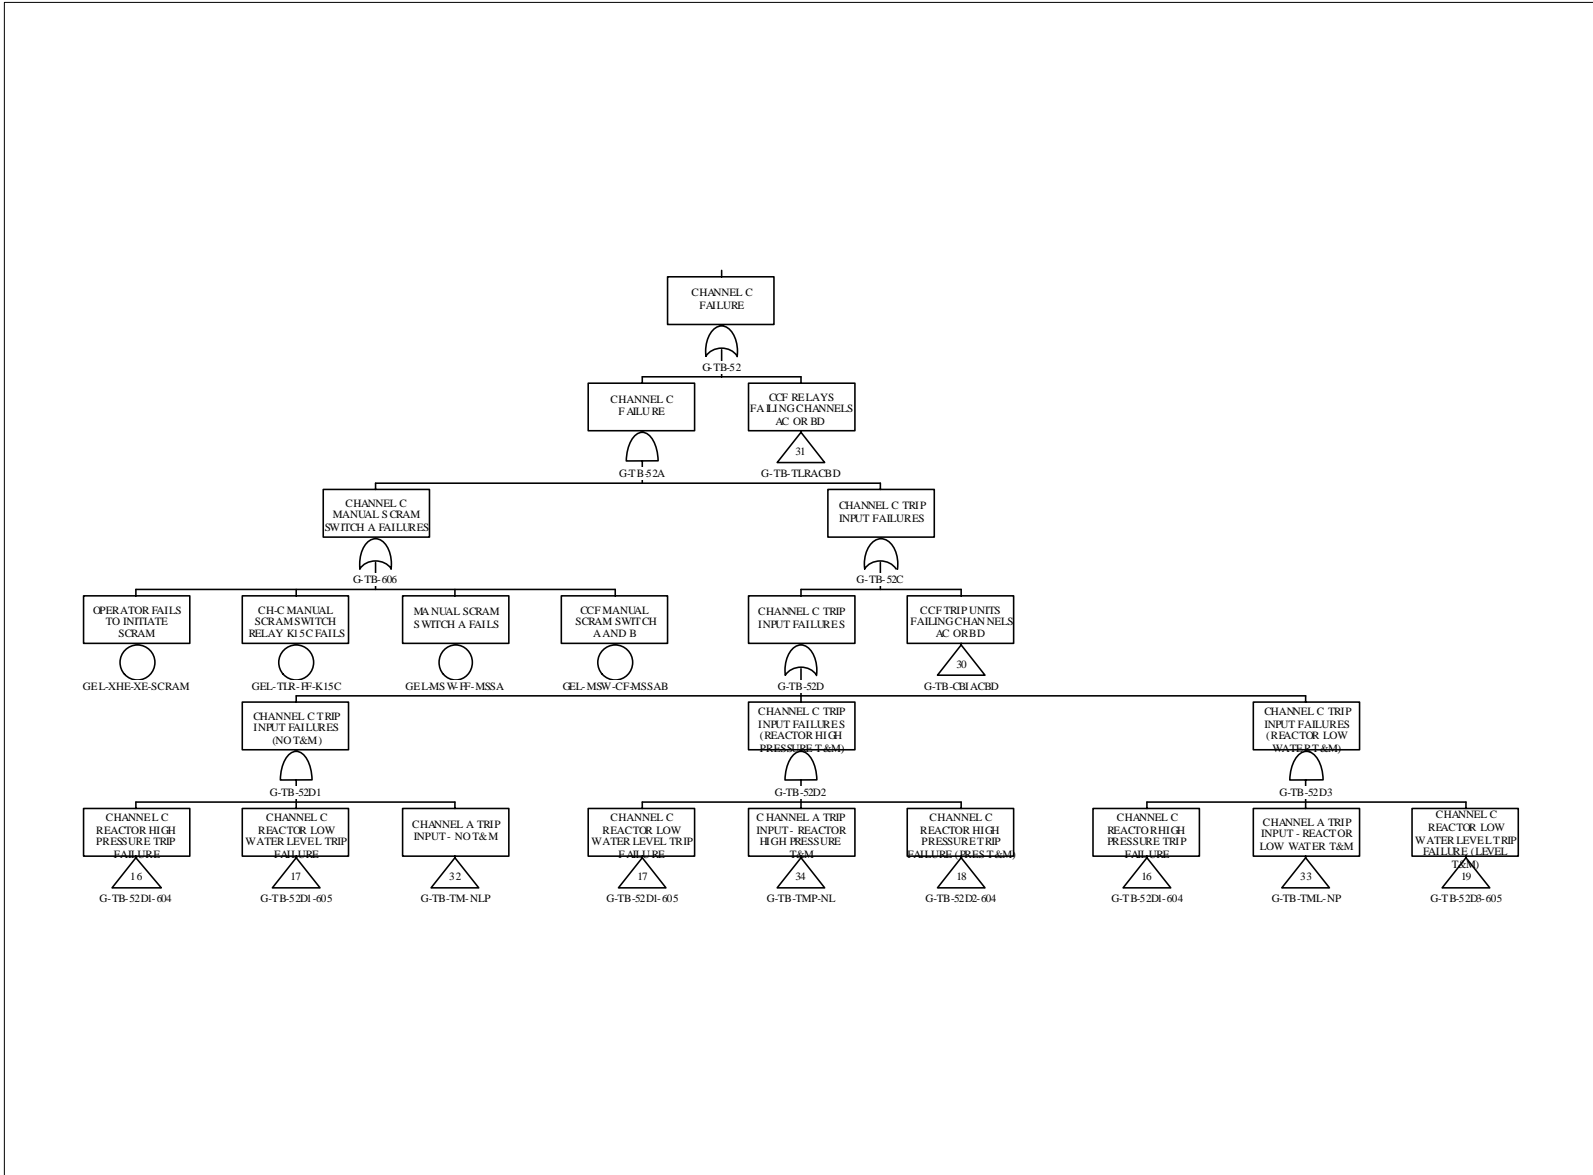 CHANNEL C
FAILURE
G-TB-52
CHANNEL C
FAILURE
CCF RELAYS
FAILING CHANNELS
AC OR BD
31
G-TB-52A
G-TB-TLRACBD
CHANNEL C
MANUAL SCRAM
SWITCH A FAILURES
CHANNEL C TRIP
INPUT FAILURES
G-TB-606
G-TB-52C
OPERATOR FAILS
TO INITIATE
SCRAM
CH-C MANUAL
SCRAM SWITCH
RELAY K15C FAILS
MANUAL SCRAM
SWITCH A FAILS
CCF MANUAL
SCRAM SWITCH
A AND B
CHANNEL C TRIP
INPUT FAILURES
CCF TRIP UNITS
FAILING CHANNELS
AC OR BD
30
GEL-XHE-XE-SCRAM
GEL-TLR-FF-K15C
GEL-MSW-FF-MSSA
GEL-MSW-CF-MSSAB
G-TB-52D
G-TB-CBIACBD
CHANNEL C TRIP
INPUT FAILURES
(NO T&M)
CHANNEL C TRIP
INPUT FAILURES
(REACTOR HIGH
PRESSURE T&M)
CHANNEL C TRIP
INPUT FAILURES
(REACTOR LOW
WATER T&M)
G-TB-52D1
G-TB-52D2
G-TB-52D3
CHANNEL C
REACTOR HIGH
PRESSURE TRIP
FAILURE
CHANNEL C
REACTOR LOW
WATER LEVEL TRIP
FAILURE
CHANNEL A TRIP
INPUT - NO T&M
CHANNEL C
REACTOR LOW
WATER LEVEL TRIP
FAILURE
CHANNEL A TRIP
INPUT - REACTOR
HIGH PRESSURE
T&M
CHANNEL C
REACTOR HIGH
PRESSURE TRIP
FAILURE (PRES T&M)
CHANNEL C
REACTOR HIGH
PRESSURE TRIP
FAILURE
CHANNEL A TRIP
INPUT - REACTOR
LOW WATER T&M
CHANNEL C
REACTOR LOW
WATER LEVEL TRIP
FAILURE (LEVEL
T&M)
16
17
32
17
34
18
16
33
19
G-TB-52D1-604
G-TB-52D1-605
G-TB-TM-NLP
G-TB-52D1-605
G-TB-TMP-NL
G-TB-52D2-604
G-TB-52D1-604
G-TB-TML-NP
G-TB-52D3-605